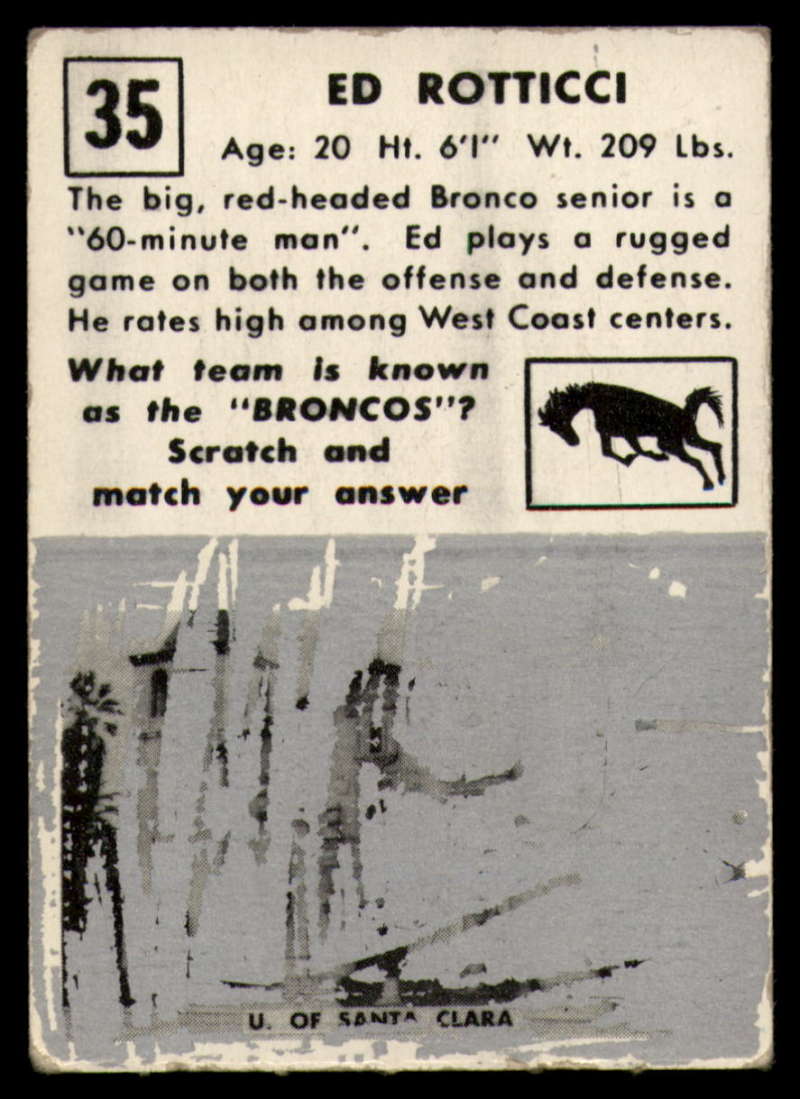 35
ED ROTTICCI
Age: 20 Ht. 6'1" Wt. 209 Lbs.
The big, red-headed Bronco senior is a
"60-minute man". Ed plays a rugged
game on both the offense and defense.
He rates high among West Coast centers.
What team is known
as the "BRONCOS"?
Scratch and
match your answer
U. OF SANTA CLARA